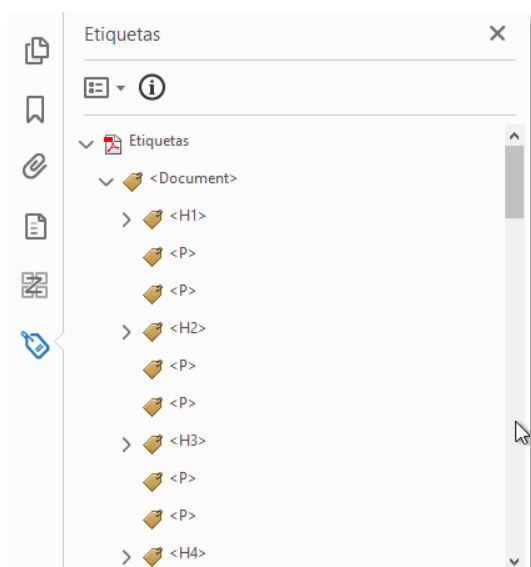 Etiquetas
Etiquetas
<Document>
<H1>
<P>
<P>
<H2>
<P>
<P>
<H3>
<P>
<P>
<H4>